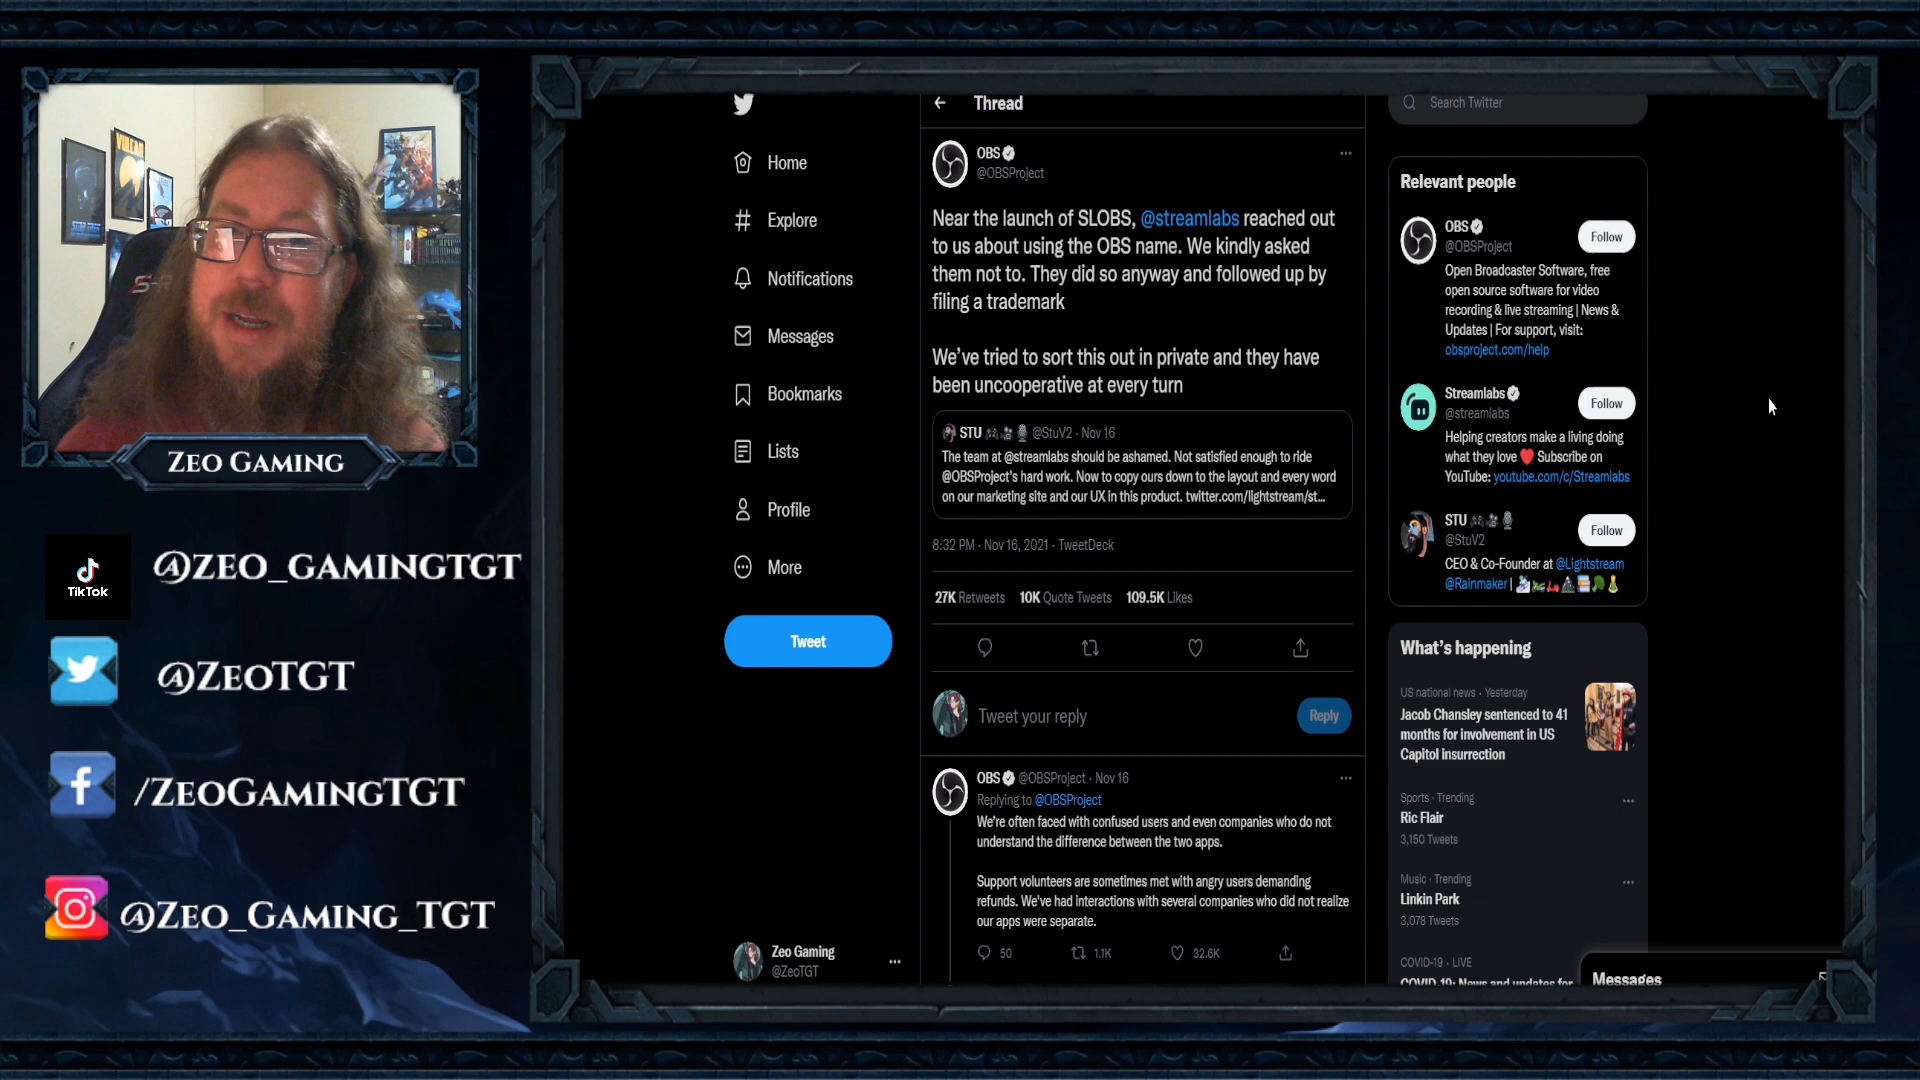 VULCAN
ZEO GAMING
TikTok
@ZEO_GAMINGTGT
@ZEOTGT
/ZEOGAMINGTGT
@ZEO_GAMING_TGT
Home
Explore
Notifications
Messages
Bookmarks
Lists
Profile
More
Tweet
Zeo Gaming
@ZeoTGT
Thread
OBS
@OBSProject
Near the launch of SLOBS, @streamlabs reached out
to us about using the OBS name. We kindly asked
them not to. They did so anyway and followed up by
filing a trademark
We've tried to sort this out in private and they have
been uncooperative at every turn
STU @StuV2 · Nov 16
The team at @streamlabs should be ashamed. Not satisfied enough to ride
@OBSProject's hard work. Now to copy ours down to the layout and every word
on our marketing site and our UX in this product. twitter.com/lightstream/st...
8:32 PM · Nov 16, 2021 · TweetDeck
27K Retweets 10K Quote Tweets 109.5K Likes
Tweet your reply
Reply
OBS @OBSProject · Nov 16
Replying to @OBSProject
We're often faced with confused users and even companies who do not
understand the difference between the two apps.
Support volunteers are sometimes met with angry users demanding
refunds. We've had interactions with several companies who did not realize
our apps were separate.
50 1.1K 32.6K
Search Twitter
Relevant people
OBS
@OBSProject
Follow
Open Broadcaster Software, free
open source software for video
recording & live streaming | News &
Updates | For support, visit:
obsproject.com/help
Streamlabs
@streamlabs
Follow
Helping creators make a living doing
what they love ❤️ Subscribe on
YouTube: youtube.com/c/Streamlabs
STU
@StuV2
Follow
CEO & Co-Founder at @Lightstream
@Rainmaker |
What's happening
US national news · Yesterday
Jacob Chansley sentenced to 41
months for involvement in US
Capitol insurrection
Sports · Trending
Ric Flair
3,150 Tweets
Music · Trending
Linkin Park
3,078 Tweets
COVID-19 · LIVE
COVID-19: News and updates for
Messages